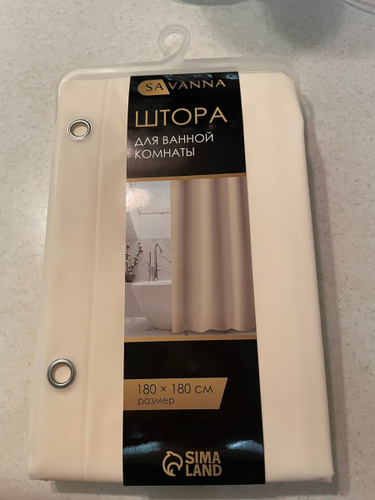 SAVANNA
ШТОРА
ДЛЯ ВАННОЙ
КОМНАТЫ
180 × 180 см
размер
SIMA
LAND